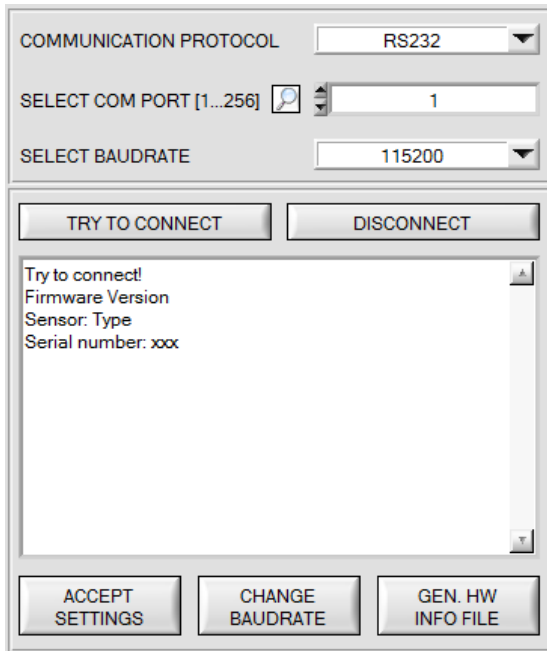 COMMUNICATION PROTOCOL RS232
SELECT COM PORT [1...256] 1
SELECT BAUDRATE 115200
TRY TO CONNECT DISCONNECT
Try to connect!
Firmware Version
Sensor: Type
Serial number: xxx
ACCEPT SETTINGS
CHANGE BAUDRATE
GEN. HW INFO FILE